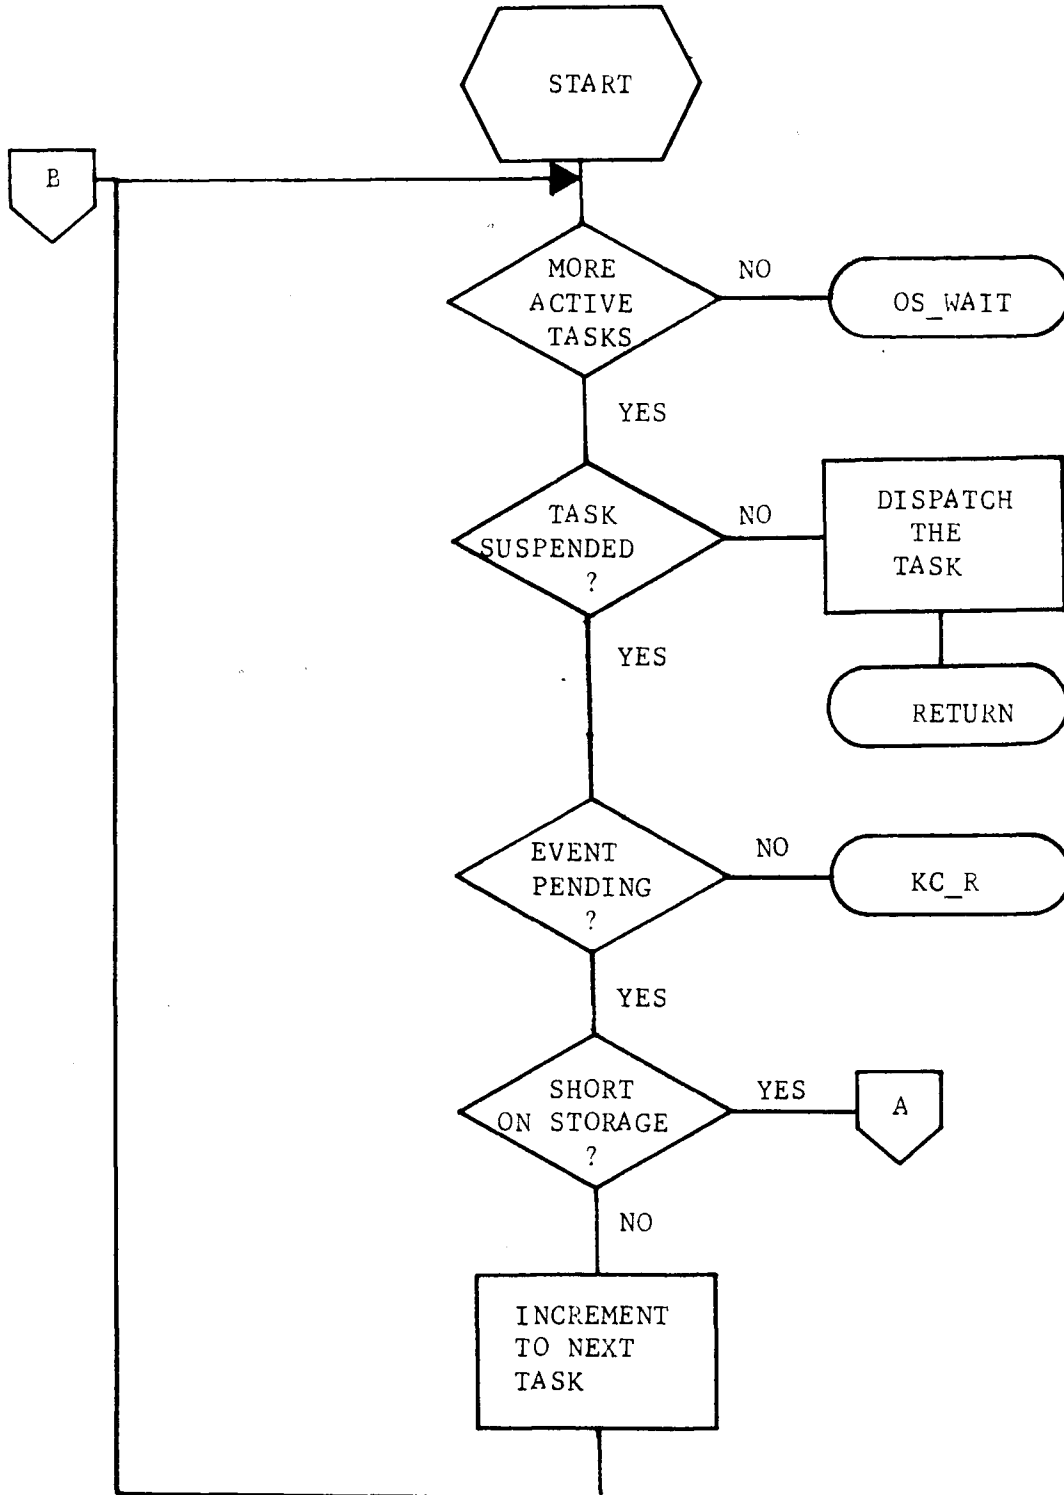 START
B
MORE
ACTIVE
TASKS
NO
OS_WAIT
YES
TASK
SUSPENDED
?
NO
DISPATCH
THE
TASK
YES
RETURN
EVENT
PENDING
?
NO
KC_R
YES
SHORT
ON STORAGE
?
YES
A
NO
INCREMENT
TO NEXT
TASK